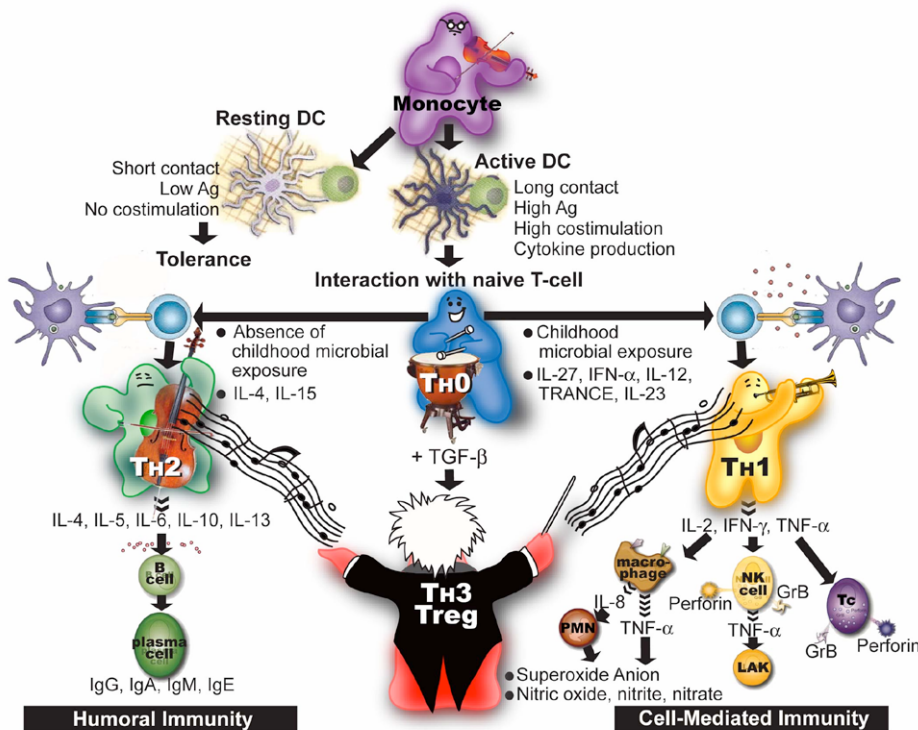 Monocyte
Resting DC
Short contact
Low Ag
No costimulation
Tolerance
Active DC
Long contact
High Ag
High costimulation
Cytokine production
Interaction with naive T-cell
● Absence of
childhood microbial
exposure
● IL-4, IL-15
TH0
● Childhood
microbial exposure
● IL-27, IFN-α, IL-12,
TRANCE, IL-23
TH2
+ TGF-β
TH1
IL-4, IL-5, IL-6, IL-10, IL-13
B
cell
plasma
cell
IgG, IgA, IgM, IgE
Humoral Immunity
TH3
Treg
IL-2, IFN-γ, TNF-α
macro-
phage
IL-8
PMN
TNF-α
● Superoxide Anion
● Nitric oxide, nitrite, nitrate
Perforin
NK
cell
GrB
TNF-α
LAK
Tc
GrB
Perforin
Cell-Mediated Immunity